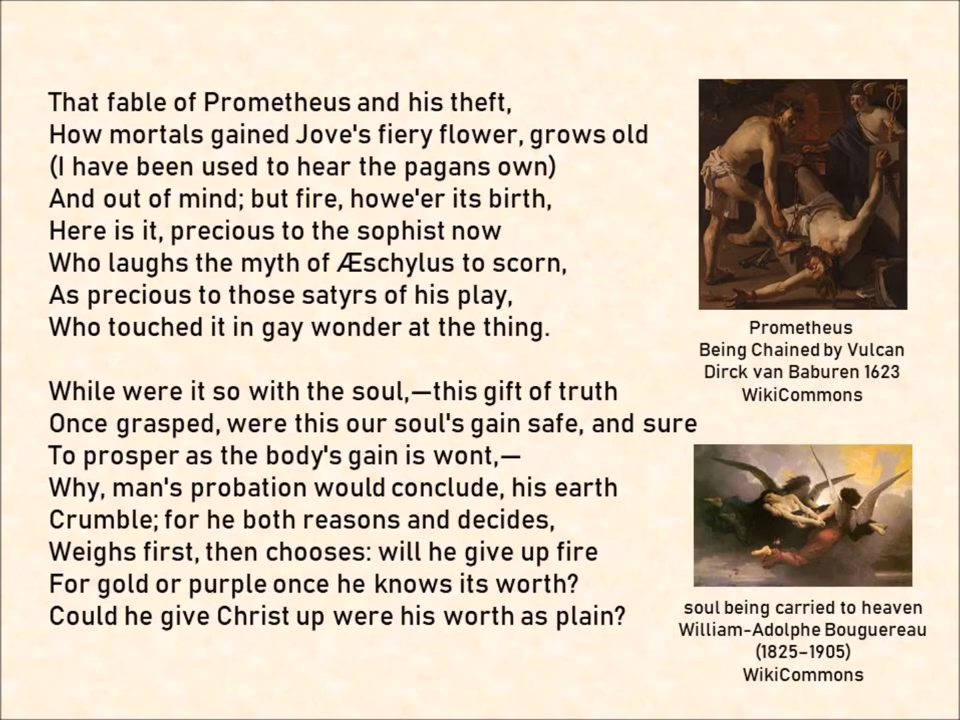 That fable of Prometheus and his theft,
How mortals gained Jove's fiery flower, grows old
(I have been used to hear the pagans own)
And out of mind; but fire, howe'er its birth,
Here is it, precious to the sophist now
Who laughs the myth of Æschylus to scorn,
As precious to those satyrs of his play,
Who touched it in gay wonder at the thing.
While were it so with the soul,—this gift of truth
Once grasped, were this our soul's gain safe, and sure
To prosper as the body's gain is wont,—
Why, man's probation would conclude, his earth
Crumble; for he both reasons and decides,
Weighs first, then chooses: will he give up fire
For gold or purple once he knows its worth?
Could he give Christ up were his worth as plain?
Prometheus
Being Chained by Vulcan
Dirck van Baburen 1623
WikiCommons
soul being carried to heaven
William-Adolphe Bouguereau
(1825–1905)
WikiCommons